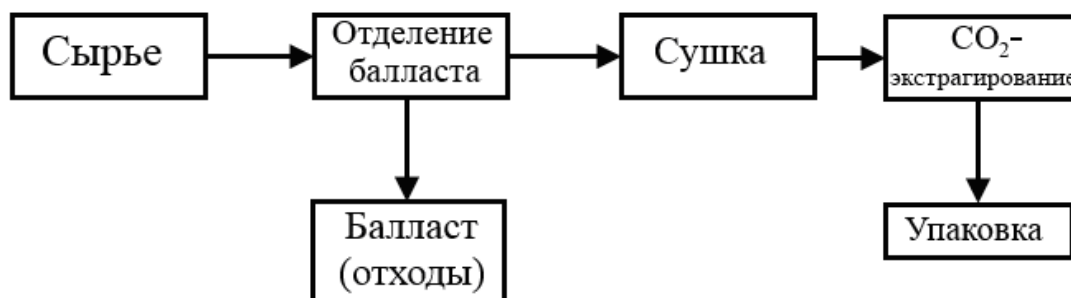 Сырье
Отделение
балласта
Сушка
CO₂-
экстрагирование
Балласт
(отходы)
Упаковка